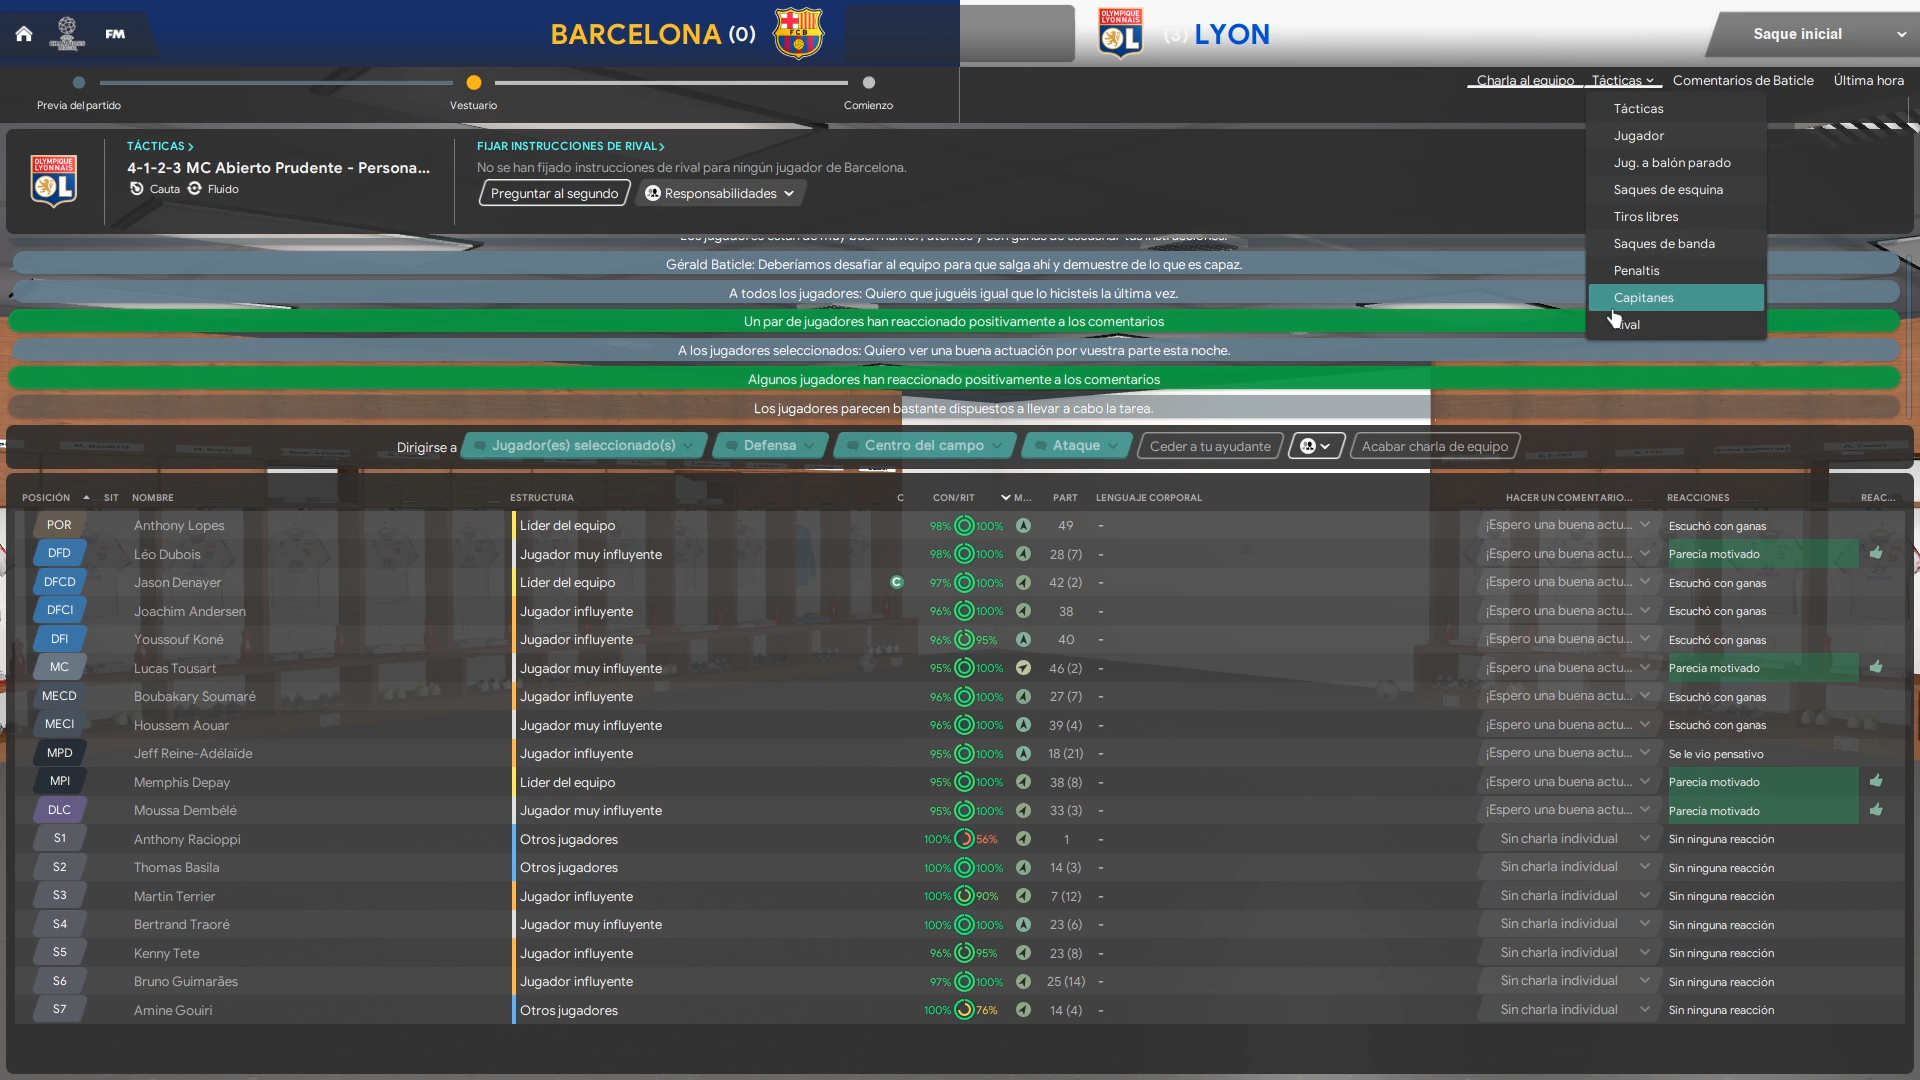 FM
BARCELONA (0)
(3) LYON
Saque inicial
Previa del partido
Vestuario
Comienzo
Charla al equipo
Tácticas
Comentarios de Baticle
Última hora
Tácticas
Jugador
Jug. a balón parado
Saques de esquina
Tiros libres
Saques de banda
Penaltis
Capitanes
ival
OLYMPIQUE LYONNAIS
TÁCTICAS >
4-1-2-3 MC Abierto Prudente - Persona...
Cauta Fluido
FIJAR INSTRUCCIONES DE RIVAL >
No se han fijado instrucciones de rival para ningún jugador de Barcelona.
Preguntar al segundo
Responsabilidades
Los jugadores están de muy buen humor, atentos y con ganas de escuchar tus instrucciones.
Gérald Baticle: Deberíamos desafiar al equipo para que salga ahí y demuestre de lo que es capaz.
A todos los jugadores: Quiero que juguéis igual que lo hicisteis la última vez.
Un par de jugadores han reaccionado positivamente a los comentarios
A los jugadores seleccionados: Quiero ver una buena actuación por vuestra parte esta noche.
Algunos jugadores han reaccionado positivamente a los comentarios
Los jugadores parecen bastante dispuestos a llevar a cabo la tarea.
Dirigirse a Jugador(es) seleccionado(s) Defensa Centro del campo Ataque Ceder a tu ayudante Acabar charla de equipo
POSICIÓN SIT NOMBRE ESTRUCTURA C CON/RIT M... PART LENGUAJE CORPORAL HACER UN COMENTARIO... REACCIONES REAC...
POR Anthony Lopes Líder del equipo 98% 100% 49 - ¡Espero una buena actu... Escuchó con ganas
DFD Léo Dubois Jugador muy influyente 98% 100% 28 (7) - ¡Espero una buena actu... Parecía motivado
DFCD Jason Denayer Líder del equipo C 97% 100% 42 (2) - ¡Espero una buena actu... Escuchó con ganas
DFCI Joachim Andersen Jugador influyente 96% 100% 38 - ¡Espero una buena actu... Escuchó con ganas
DFI Youssouf Koné Jugador influyente 96% 95% 40 - ¡Espero una buena actu... Escuchó con ganas
MC Lucas Tousart Jugador muy influyente 95% 100% 46 (2) - ¡Espero una buena actu... Parecía motivado
MECD Boubakary Soumaré Jugador influyente 96% 100% 27 (7) - ¡Espero una buena actu... Escuchó con ganas
MECI Houssem Aouar Jugador muy influyente 96% 100% 39 (4) - ¡Espero una buena actu... Escuchó con ganas
MPD Jeff Reine-Adélaïde Jugador influyente 95% 100% 18 (21) - ¡Espero una buena actu... Se le vio pensativo
MPI Memphis Depay Líder del equipo 95% 100% 38 (8) - ¡Espero una buena actu... Parecía motivado
DLC Moussa Dembélé Jugador muy influyente 95% 100% 33 (3) - ¡Espero una buena actu... Parecía motivado
S1 Anthony Racioppi Otros jugadores 100% 56% 1 - Sin charla individual Sin ninguna reacción
S2 Thomas Basila Otros jugadores 100% 100% 14 (3) - Sin charla individual Sin ninguna reacción
S3 Martin Terrier Jugador influyente 100% 90% 7 (12) - Sin charla individual Sin ninguna reacción
S4 Bertrand Traoré Jugador muy influyente 100% 100% 23 (6) - Sin charla individual Sin ninguna reacción
S5 Kenny Tete Jugador influyente 96% 95% 23 (8) - Sin charla individual Sin ninguna reacción
S6 Bruno Guimarães Jugador influyente 97% 100% 25 (14) - Sin charla individual Sin ninguna reacción
S7 Amine Gouiri Otros jugadores 100% 76% 14 (4) - Sin charla individual Sin ninguna reacción